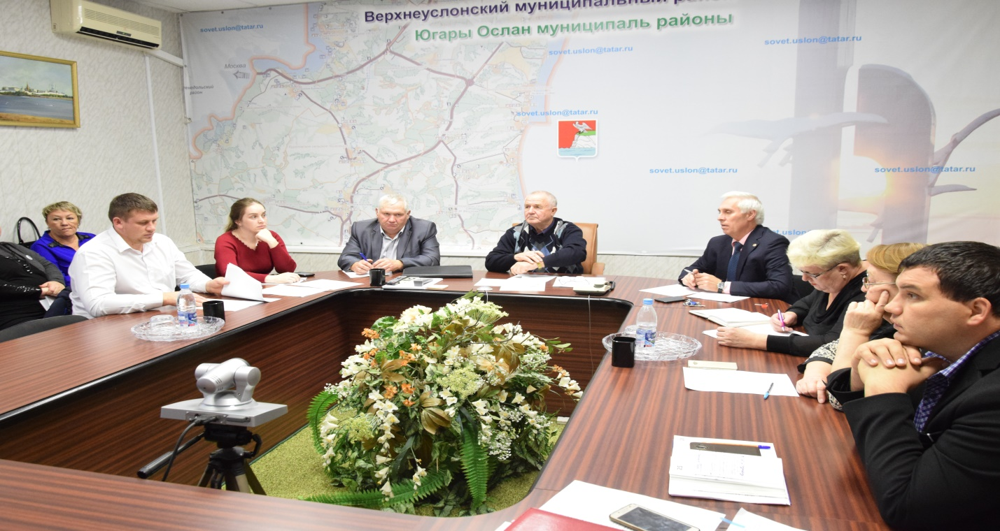 Верхнеуслонский муниципальный
Югары Ослан муниципаль районы
sovet.uslon@tatar.ru
sovet.uslon@tatar.ru
sovet.uslon@tatar.ru
Москва
район
sovet.uslon@tatar.ru
sovet.uslon@tatar.ru
sovet.uslon@tatar.ru